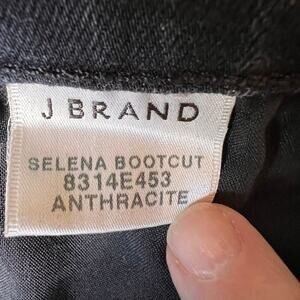 J BRAND
SELENA BOOTCUT
8314E453
ANTHRACITE